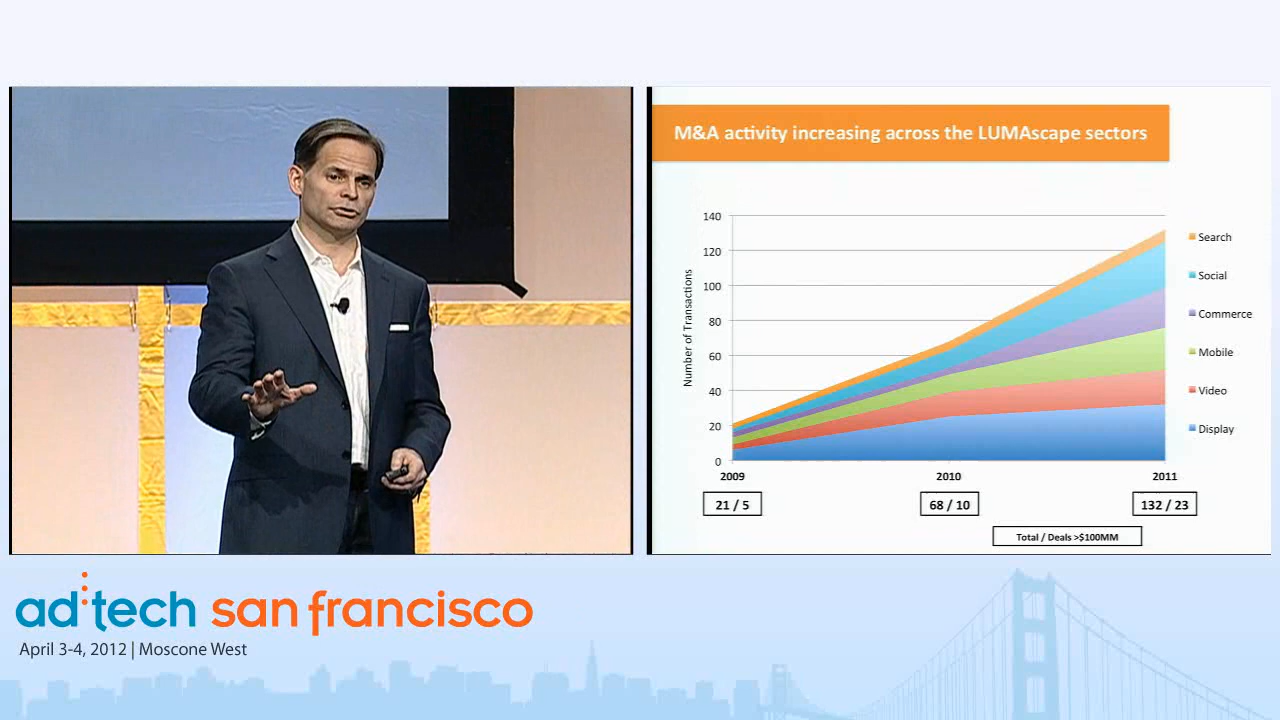 M&A activity increasing across the LUMAscape sectors
140
120
100
80
60
40
20
0
Number of Transactions
2009
2010
2011
Search
Social
Commerce
Mobile
Video
Display
21 / 5
68 / 10
132 / 23
Total / Deals >$100MM
ad:tech san francisco
April 3-4, 2012 | Moscone West